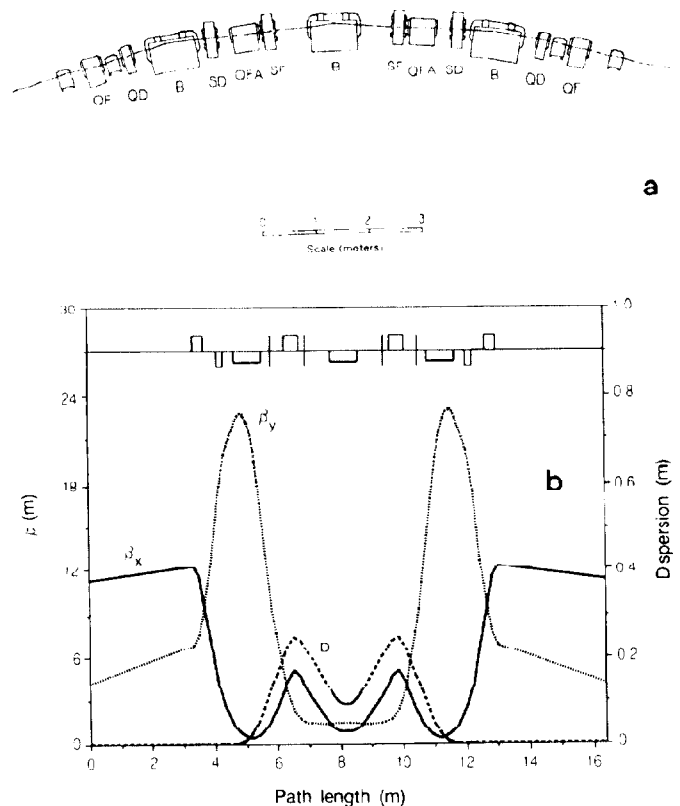 QF QD B SD QFA SF B SF QFA SD B QD QF
a
0 1 2 3
Scale (meters)
30 1.0
0.8
24
βy
18 b 0.6
β (m) Dispersion (m)
βx
12 0.4
D
6 0.2
0 0
0 2 4 6 8 10 12 14 16
Path length (m)